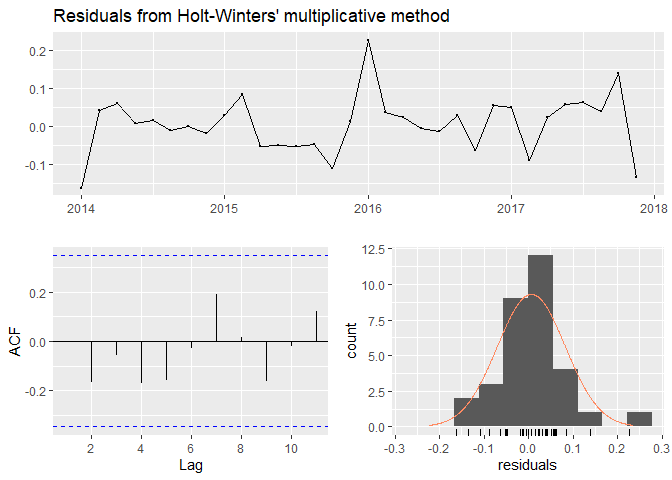 Residuals from Holt-Winters' multiplicative method
0.2
0.1
0.0
-0.1
2014 2015 2016 2017 2018
ACF
0.2
0.0
-0.2
2 4 6 8 10
Lag
count
12.5
10.0
7.5
5.0
2.5
0.0
-0.3 -0.2 -0.1 0.0 0.1 0.2 0.3
residuals